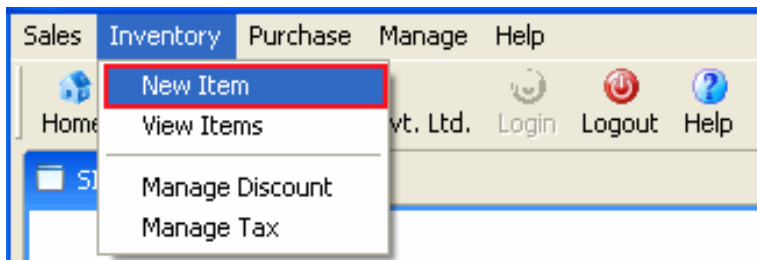 Sales Inventory Purchase Manage Help
New Item
View Items
Manage Discount
Manage Tax
Home vt. Ltd. Login Logout Help